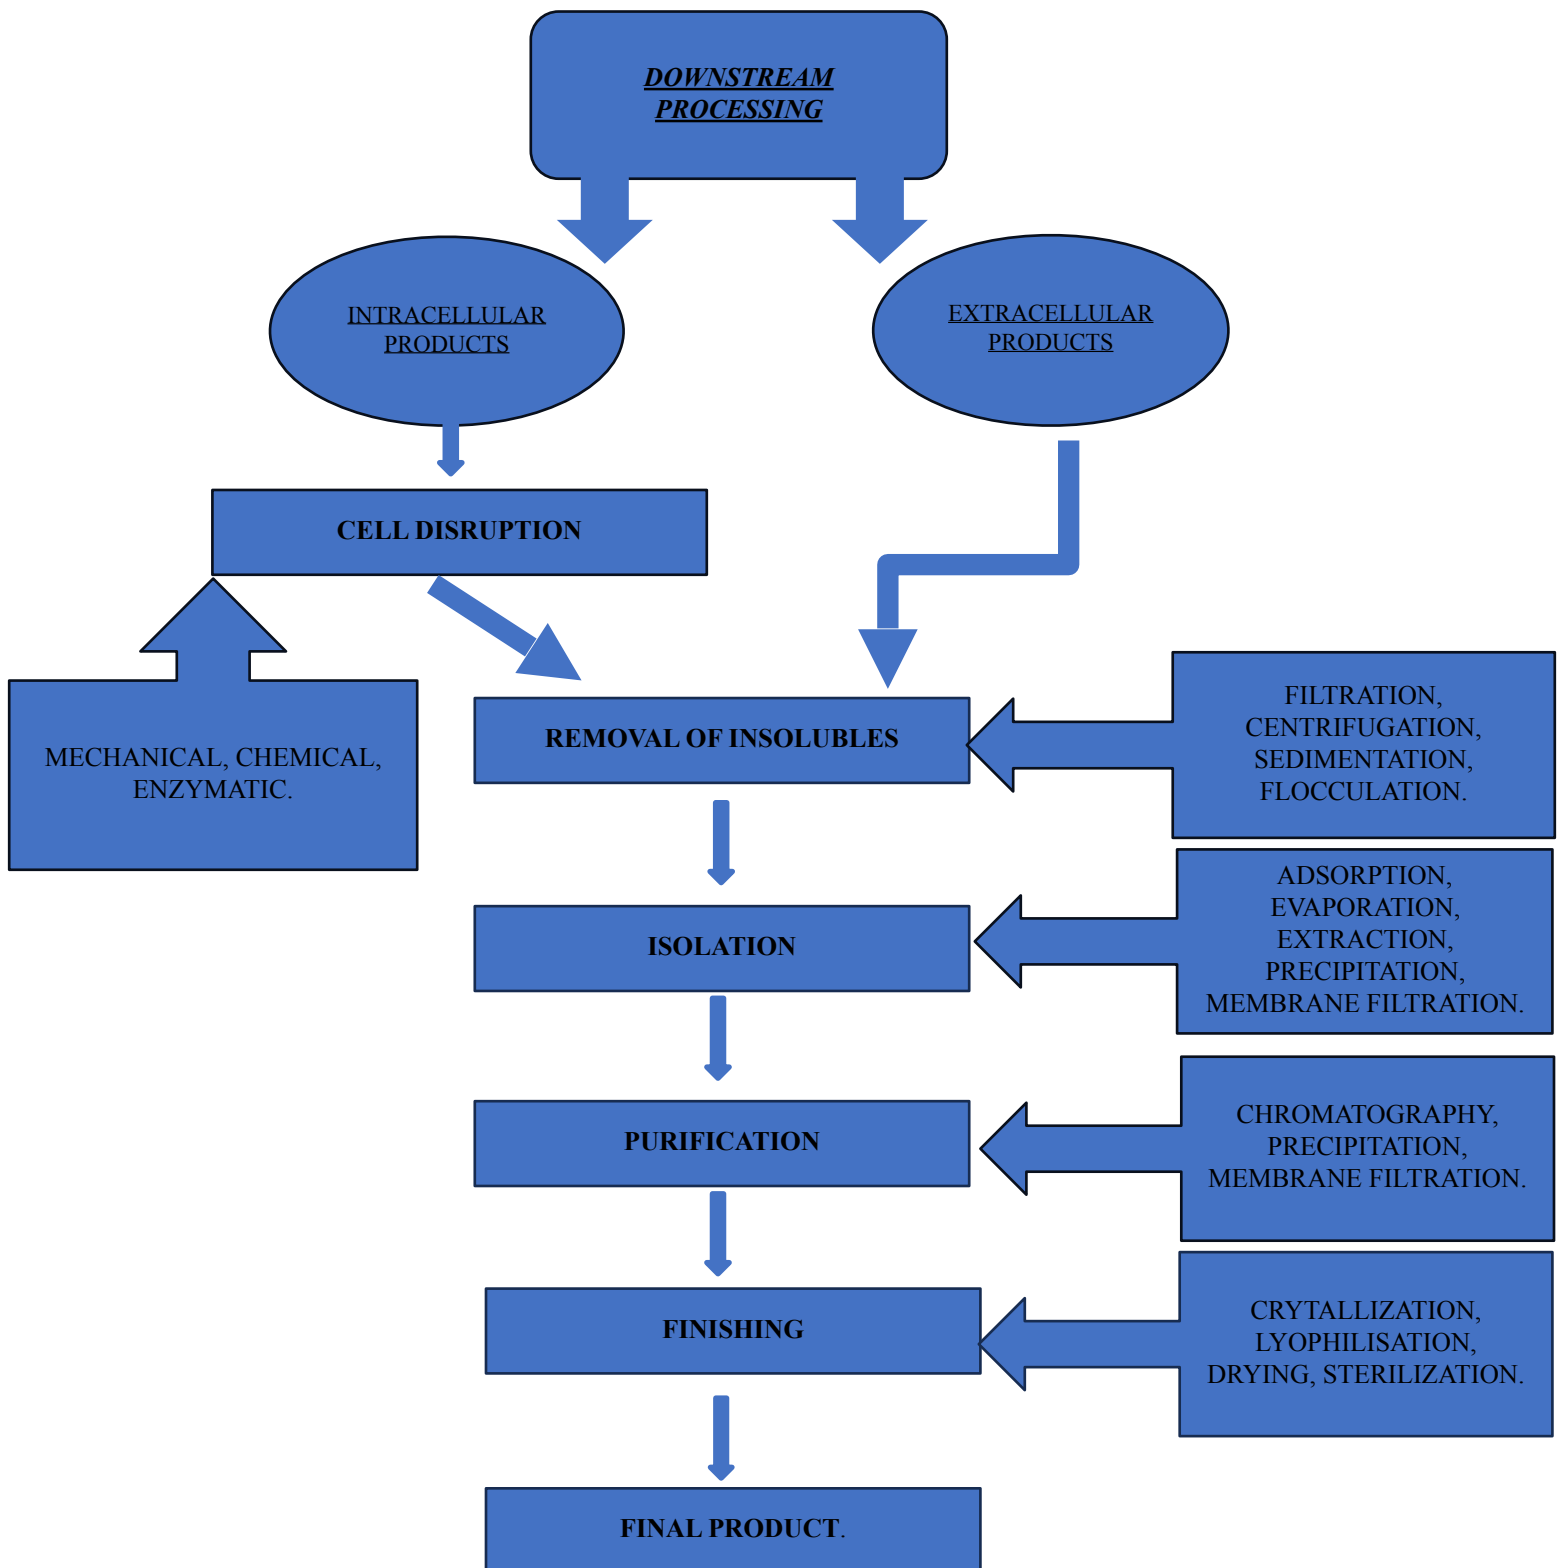 DOWNSTREAM
PROCESSING
INTRACELLULAR
PRODUCTS
EXTRACELLULAR
PRODUCTS
CELL DISRUPTION
MECHANICAL, CHEMICAL,
ENZYMATIC.
REMOVAL OF INSOLUBLES
FILTRATION,
CENTRIFUGATION,
SEDIMENTATION,
FLOCCULATION.
ISOLATION
ADSORPTION,
EVAPORATION,
EXTRACTION,
PRECIPITATION,
MEMBRANE FILTRATION.
PURIFICATION
CHROMATOGRAPHY,
PRECIPITATION,
MEMBRANE FILTRATION.
FINISHING
CRYTALLIZATION,
LYOPHILISATION,
DRYING, STERILIZATION.
FINAL PRODUCT.